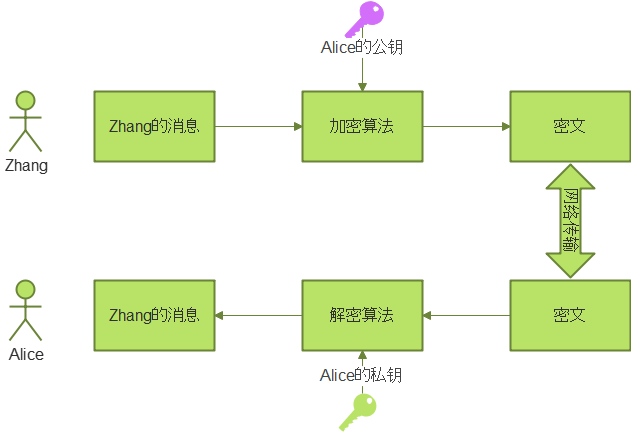 Alice的公钥
Zhang的消息
加密算法
密文
Zhang
网络传输
Zhang的消息
解密算法
密文
Alice
Alice的私钥